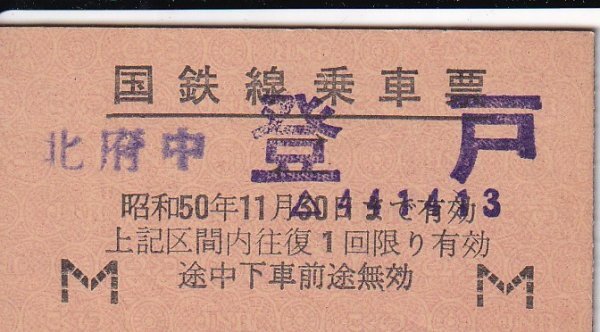 国鉄線乗車票
北府中 登戸
△441413
昭和50年11月30日まで有効
上記区間内往復1回限り有効
途中下車前途無効
M M